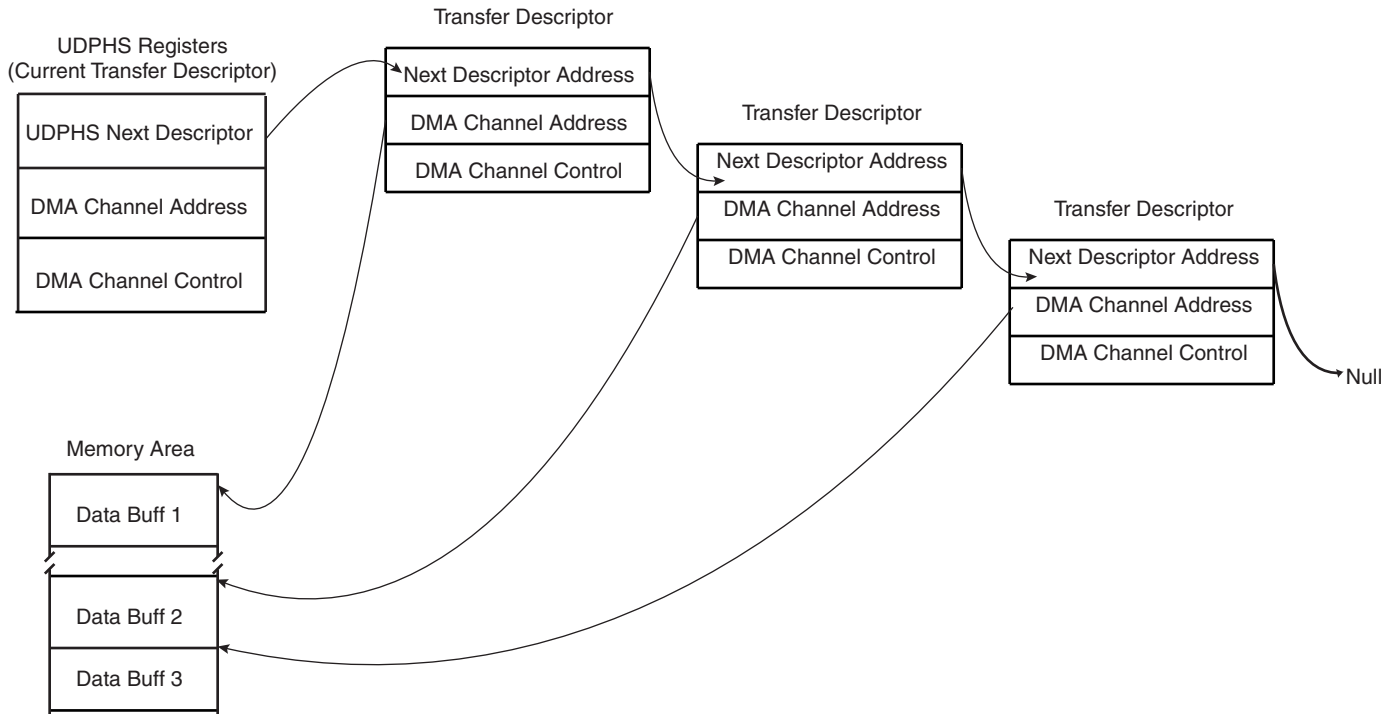 UDPHS Registers
(Current Transfer Descriptor)
UDPHS Next Descriptor
DMA Channel Address
DMA Channel Control
Transfer Descriptor
Next Descriptor Address
DMA Channel Address
DMA Channel Control
Transfer Descriptor
Next Descriptor Address
DMA Channel Address
DMA Channel Control
Transfer Descriptor
Next Descriptor Address
DMA Channel Address
DMA Channel Control
Null
Memory Area
Data Buff 1
Data Buff 2
Data Buff 3